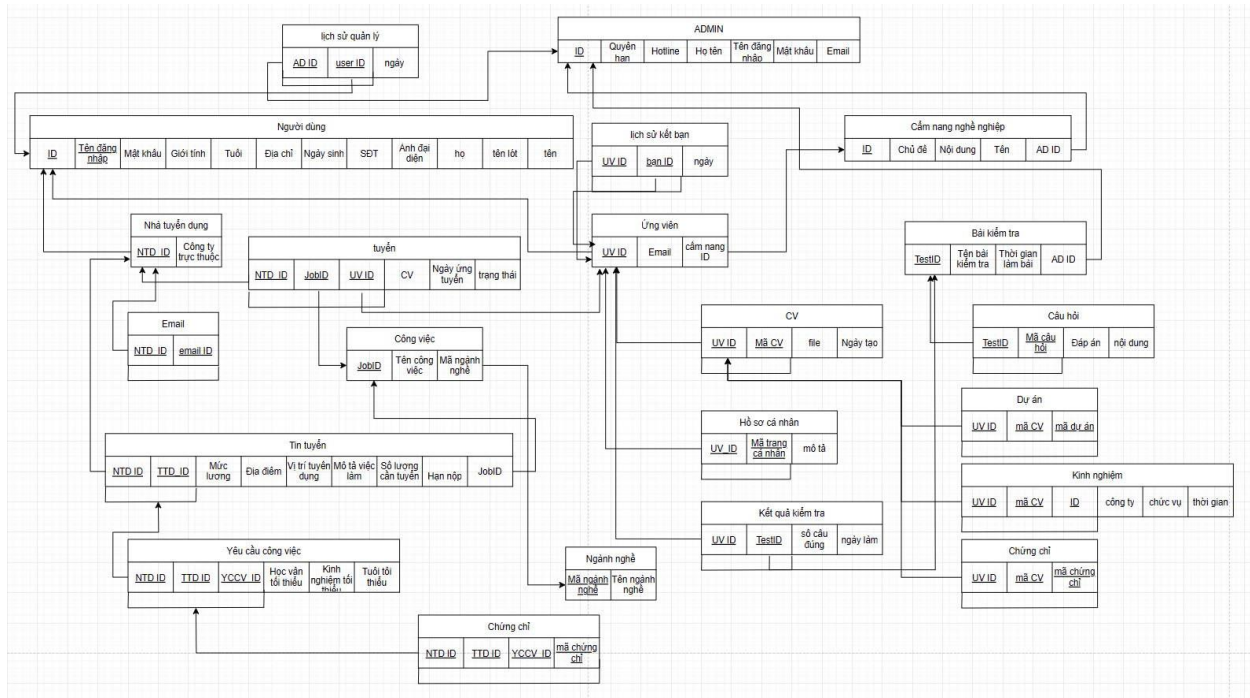 lịch sử quản lý
AD ID user ID ngày
ADMIN
ID Quyền hạn Hotline Họ tên Tên đăng nhập Mật khẩu Email
Người dùng
ID Tên đăng nhập Mật khẩu Giới tính Tuổi Địa chỉ Ngày sinh SĐT Ảnh đại diện họ tên lót tên
lịch sử kết bạn
UV ID bạn ID ngày
Cẩm nang nghề nghiệp
ID Chủ đề Nội dung Tên AD ID
Nhà tuyển dụng
NTD_ID Công ty trực thuộc
tuyển
NTD_ID JobID UV ID CV Ngày ứng tuyển trạng thái
Ứng viên
UV ID Email cẩm nang ID
Bài kiểm tra
TestID Tên bài kiểm tra Thời gian làm bài AD ID
Email
NTD_ID email ID
Công việc
JobID Tên công việc Mã ngành nghề
CV
UV ID Mã CV file Ngày tạo
Câu hỏi
TestID Mã câu hỏi Đáp án nội dung
Dự án
UV ID mã CV mã dự án
Hồ sơ cá nhân
UV_ID Mã trang cá nhân mô tả
Tin tuyển
NTD ID TTD_ID Mức lương Địa điểm Vị trí tuyển dụng Mô tả việc làm Số lượng cần tuyển Hạn nộp JobID
Kinh nghiệm
UV ID mã CV ID công ty chức vụ thời gian
Kết quả kiểm tra
UV ID TestID số câu đúng ngày làm
Yêu cầu công việc
NTD ID TTD ID YCCV_ID Học vấn tối thiểu Kinh nghiệm tối thiểu Tuổi tối thiểu
Ngành nghề
Mã ngành nghề Tên ngành nghề
Chứng chỉ
UV ID mã CV mã chứng chỉ
Chứng chỉ
NTD ID TTD ID YCCV_ID mã chứng chỉ